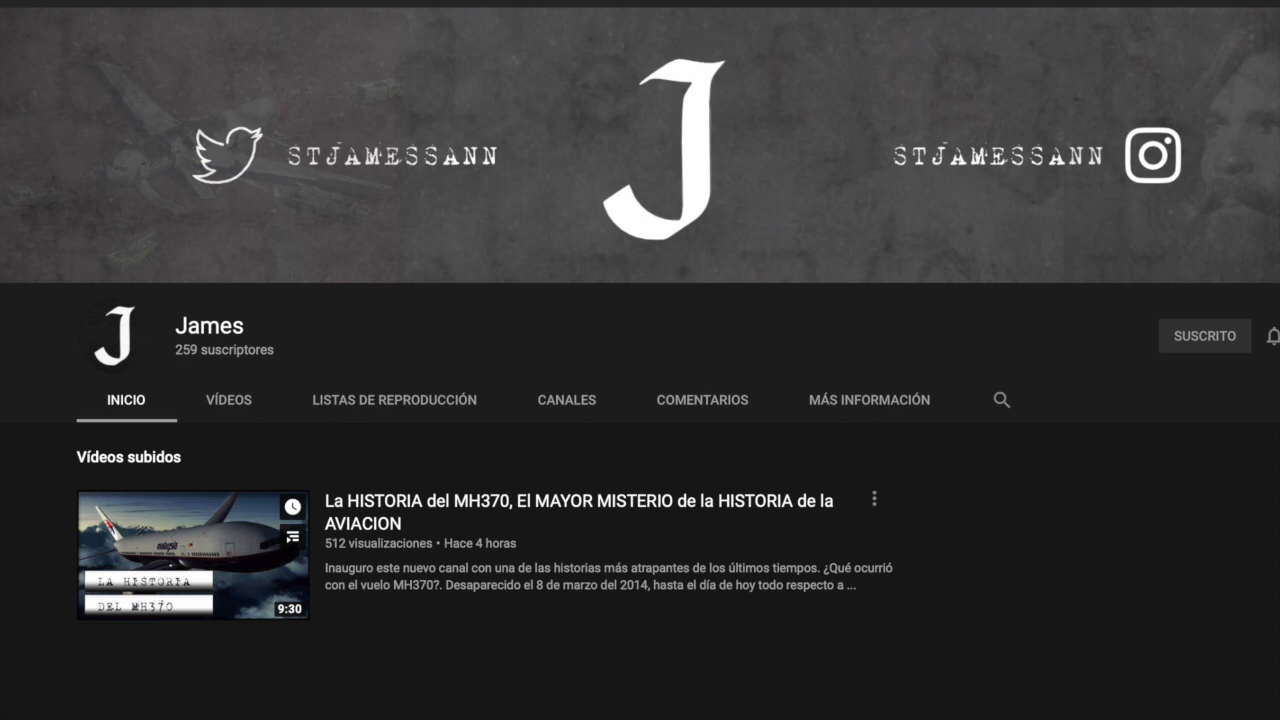 STJAMESSANN
J
STJAMESSANN
J
James
259 suscriptores
SUSCRITO
INICIO
VÍDEOS
LISTAS DE REPRODUCCIÓN
CANALES
COMENTARIOS
MÁS INFORMACIÓN
Vídeos subidos
malaysia
LA HISTORIA
DEL MH370
9:30
La HISTORIA del MH370, El MAYOR MISTERIO de la HISTORIA de la
AVIACION
512 visualizaciones • Hace 4 horas
Inauguro este nuevo canal con una de las historias más atrapantes de los últimos tiempos. ¿Qué ocurrió
con el vuelo MH370?. Desaparecido el 8 de marzo del 2014, hasta el día de hoy todo respecto a ...